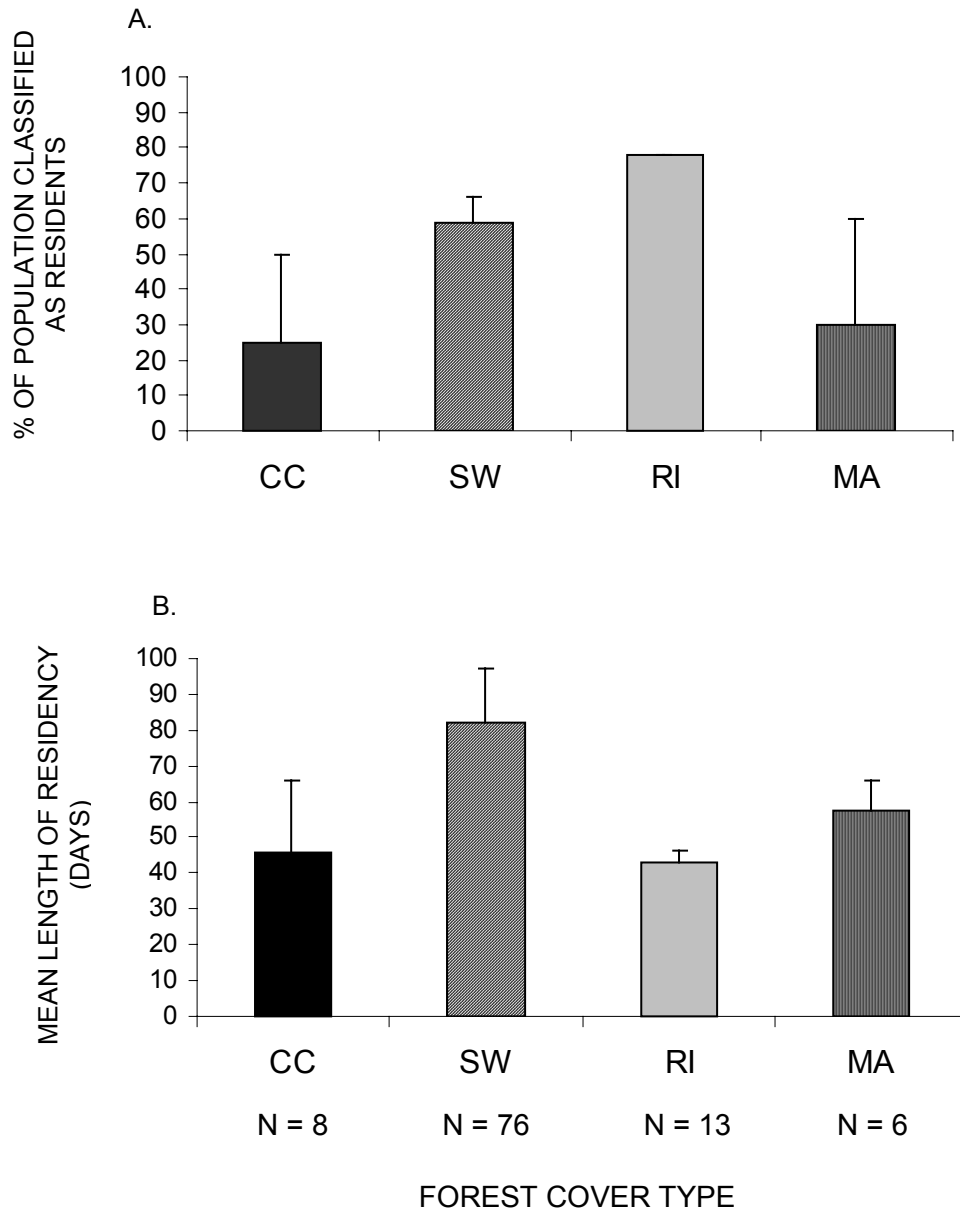 A.
% OF POPULATION CLASSIFIED
AS RESIDENTS
100
90
80
70
60
50
40
30
20
10
0
CC SW RI MA
B.
MEAN LENGTH OF RESIDENCY
(DAYS)
100
90
80
70
60
50
40
30
20
10
0
CC SW RI MA
N = 8 N = 76 N = 13 N = 6
FOREST COVER TYPE